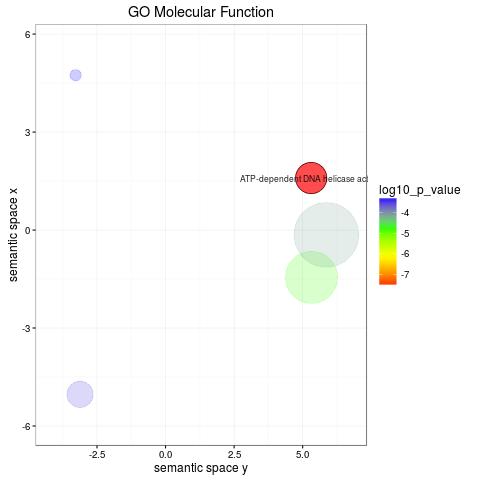 GO Molecular Function
6
3
0
-3
-6
semantic space x
ATP-dependent DNA helicase act
-2.5
0.0
2.5
5.0
semantic space y
log10_p_value
-4
-5
-6
-7